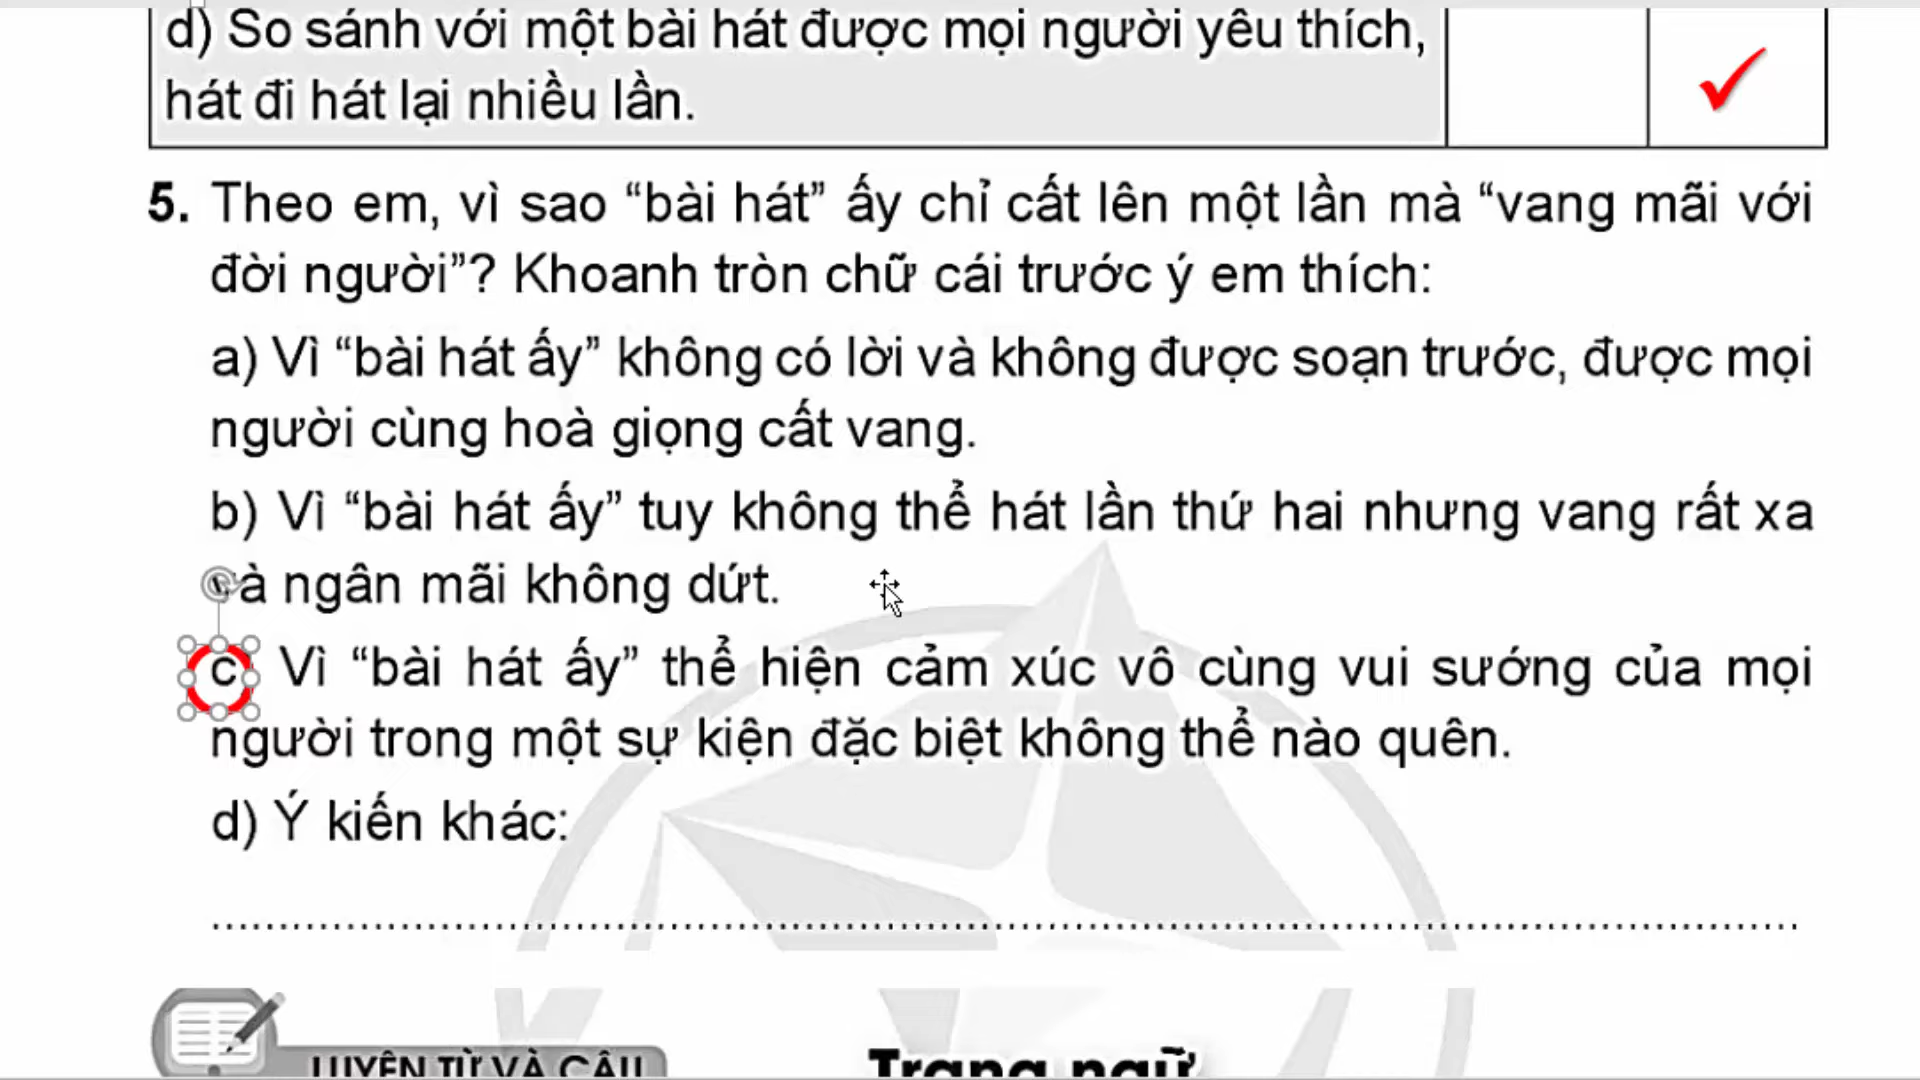 d) So sánh với một bài hát được mọi người yêu thích,
hát đi hát lại nhiều lần.
5. Theo em, vì sao “bài hát” ấy chỉ cất lên một lần mà “vang mãi với
đời người”? Khoanh tròn chữ cái trước ý em thích:
a) Vì “bài hát ấy” không có lời và không được soạn trước, được mọi
người cùng hoà giọng cất vang.
b) Vì “bài hát ấy” tuy không thể hát lần thứ hai nhưng vang rất xa
và ngân mãi không dứt.
c) Vì “bài hát ấy” thể hiện cảm xúc vô cùng vui sướng của mọi
người trong một sự kiện đặc biệt không thể nào quên.
d) Ý kiến khác:
LUYỆN TỪ VÀ CÂU
Trạng ngữ